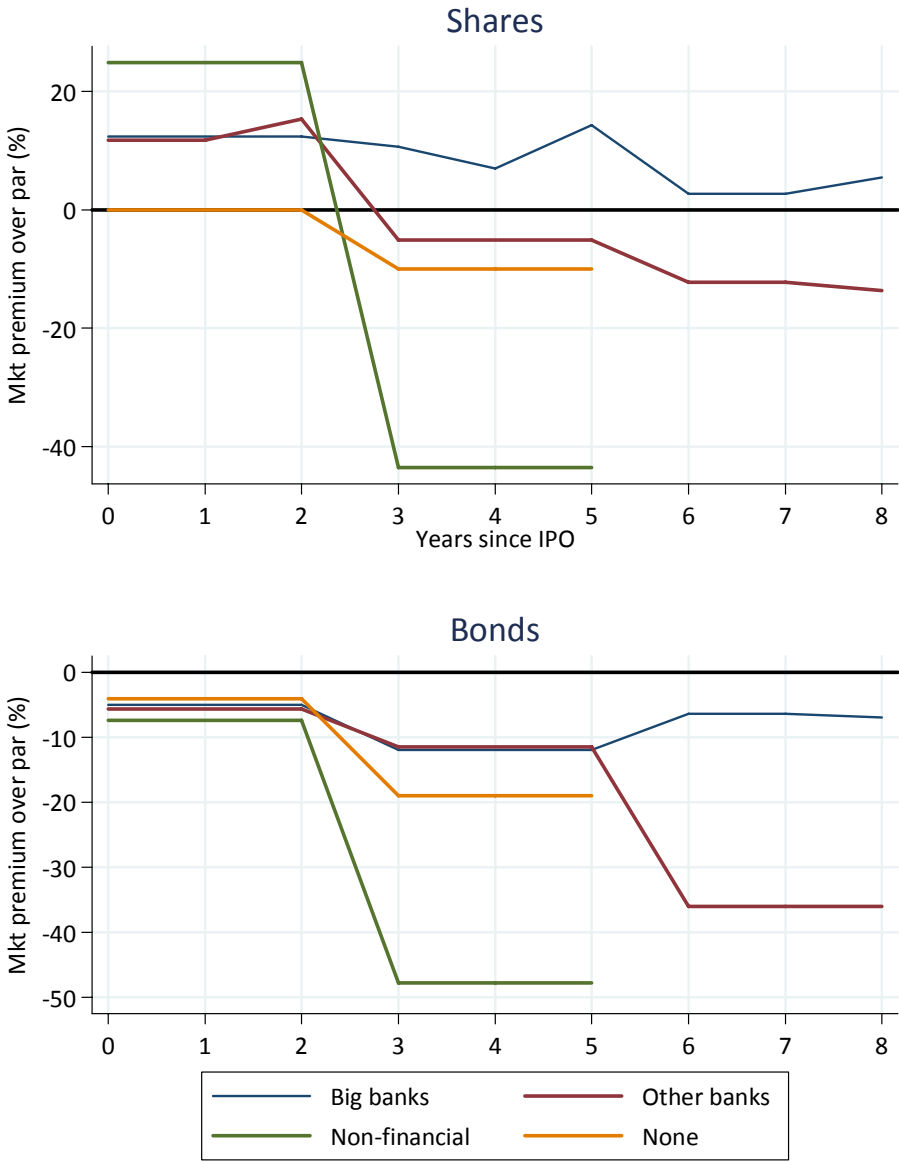 Shares
Mkt premium over par (%)
20
0
-20
-40
0 1 2 3 4 5 6 7 8
Years since IPO
Bonds
Mkt premium over par (%)
0
-10
-20
-30
-40
-50
0 1 2 3 4 5 6 7 8
Big banks Other banks
Non-financial None